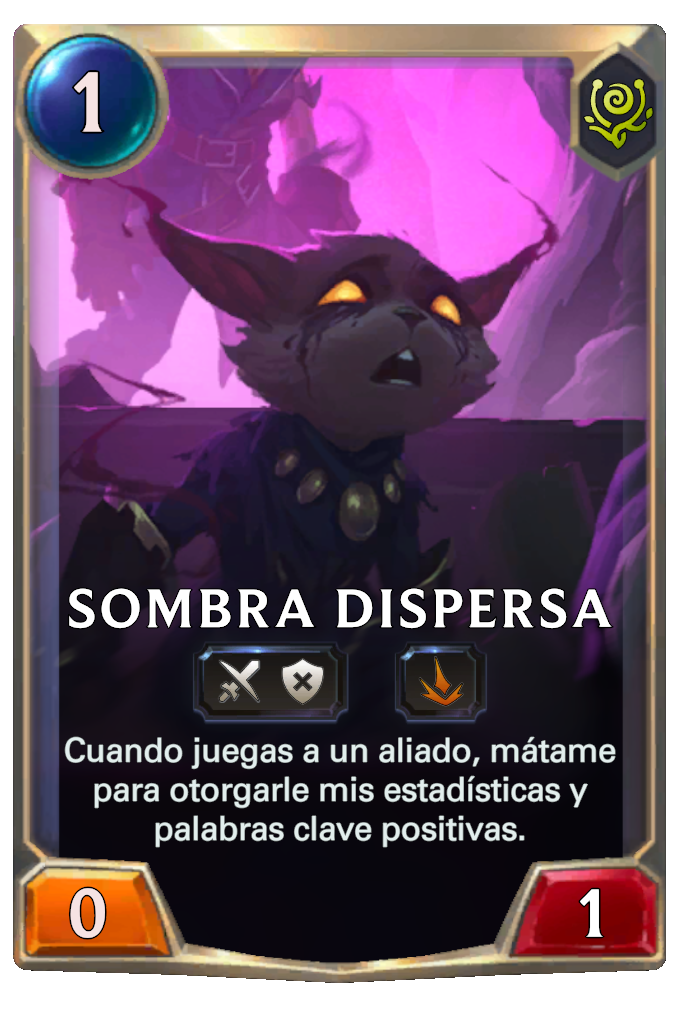 1
SOMBRA DISPERSA
Cuando juegas a un aliado, mátame
para otorgarle mis estadísticas y
palabras clave positivas.
0
1